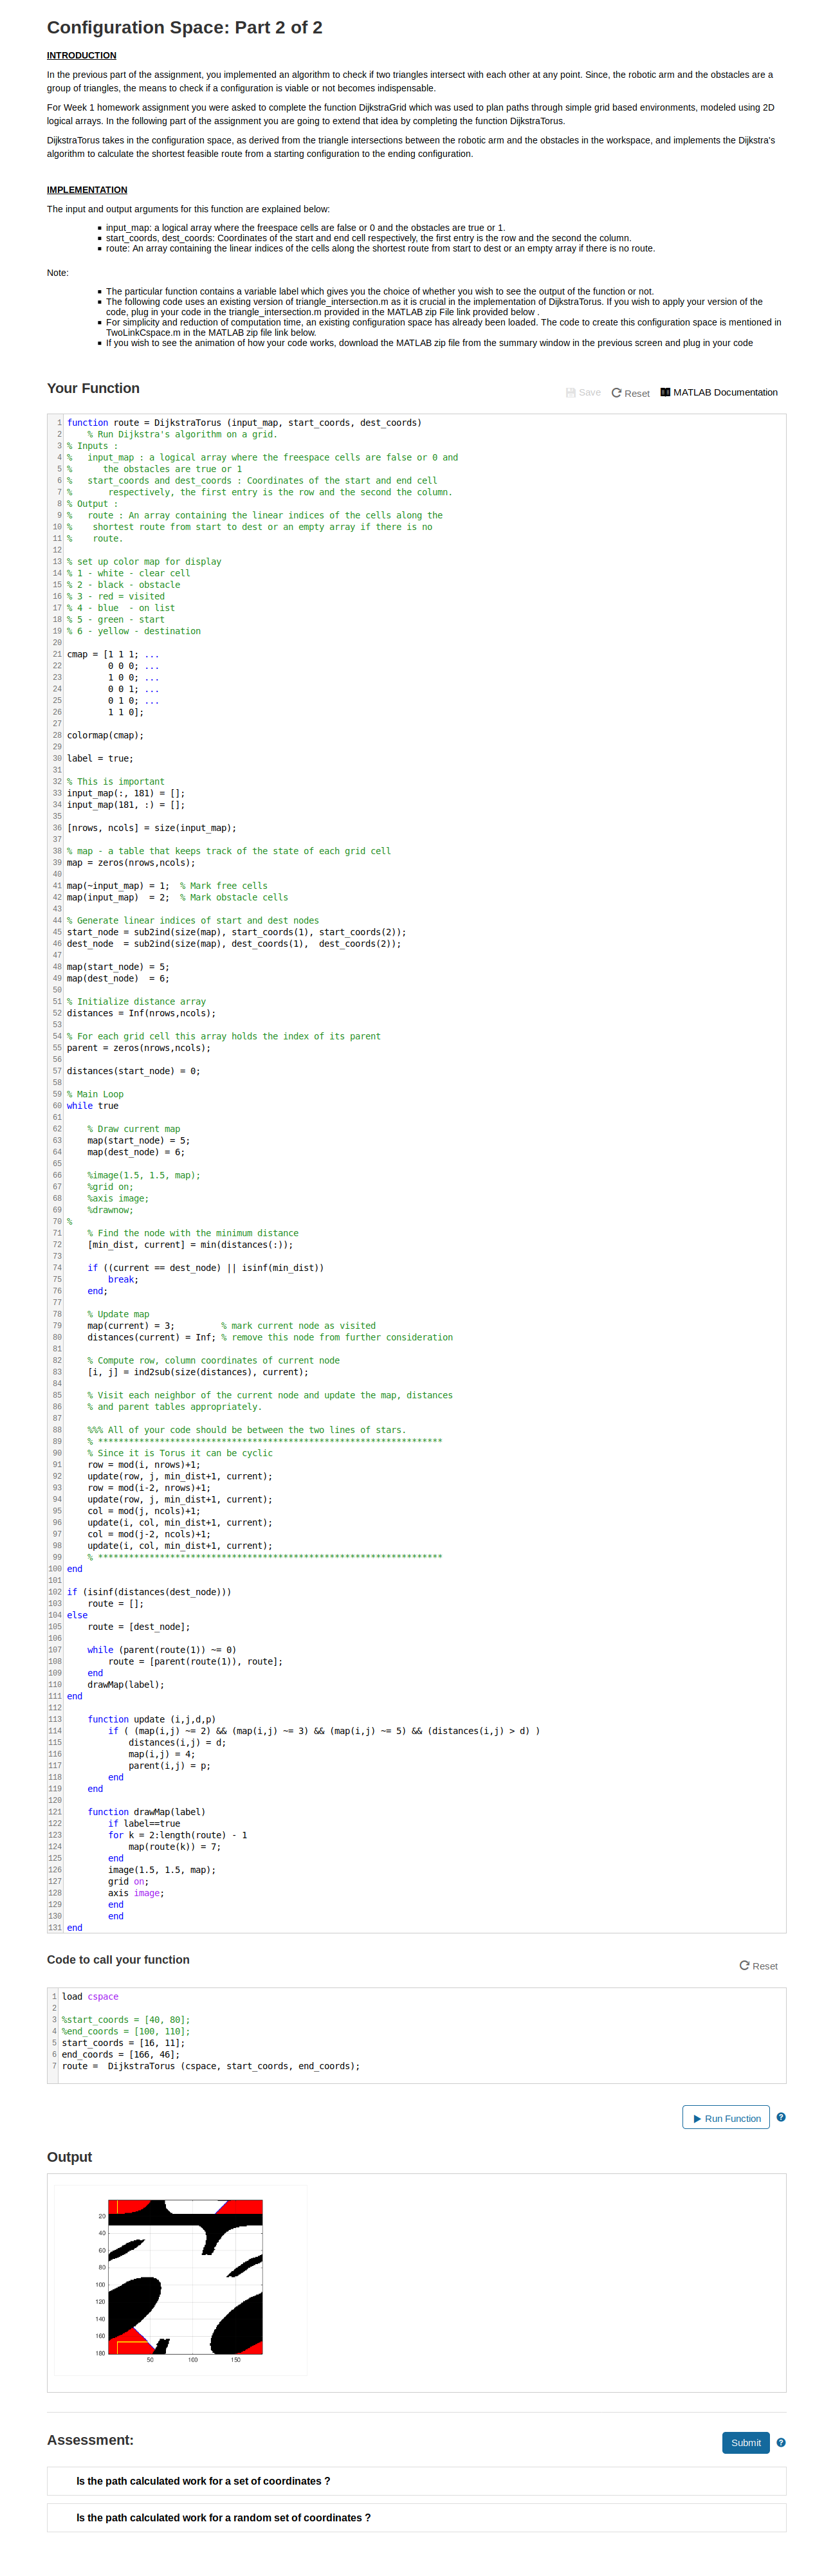 Configuration Space: Part 2 of 2
INTRODUCTION
In the previous part of the assignment, you implemented an algorithm to check if two triangles intersect with each other at any point. Since, the robotic arm and the obstacles are a
group of triangles, the means to check if a configuration is viable or not becomes indispensable.
For Week 1 homework assignment you were asked to complete the function DijkstraGrid which was used to plan paths through simple grid based environments, modeled using 2D
logical arrays. In the following part of the assignment you are going to extend that idea by completing the function DijkstraTorus.
DijkstraTorus takes in the configuration space, as derived from the triangle intersections between the robotic arm and the obstacles in the workspace, and implements the Dijkstra's
algorithm to calculate the shortest feasible route from a starting configuration to the ending configuration.
IMPLEMENTATION
The input and output arguments for this function are explained below:
▪ input_map: a logical array where the freespace cells are false or 0 and the obstacles are true or 1.
▪ start_coords, dest_coords: Coordinates of the start and end cell respectively, the first entry is the row and the second the column.
▪ route: An array containing the linear indices of the cells along the shortest route from start to dest or an empty array if there is no route.
Note:
▪ The particular function contains a variable label which gives you the choice of whether you wish to see the output of the function or not.
▪ The following code uses an existing version of triangle_intersection.m as it is crucial in the implementation of DijkstraTorus. If you wish to apply your version of the
code, plug in your code in the triangle_intersection.m provided in the MATLAB zip File link provided below .
▪ For simplicity and reduction of computation time, an existing configuration space has already been loaded. The code to create this configuration space is mentioned in
TwoLinkCspace.m in the MATLAB zip file link below.
▪ If you wish to see the animation of how your code works, download the MATLAB zip file from the summary window in the previous screen and plug in your code
Your Function
Save Reset MATLAB Documentation
1 function route = DijkstraTorus (input_map, start_coords, dest_coords)
2 % Run Dijkstra's algorithm on a grid.
3 % Inputs :
4 %   input_map : a logical array where the freespace cells are false or 0 and
5 %      the obstacles are true or 1
6 %   start_coords and dest_coords : Coordinates of the start and end cell
7 %       respectively, the first entry is the row and the second the column.
8 % Output :
9 %   route : An array containing the linear indices of the cells along the
10 %    shortest route from start to dest or an empty array if there is no
11 %    route.
12
13 % set up color map for display
14 % 1 - white - clear cell
15 % 2 - black - obstacle
16 % 3 - red = visited
17 % 4 - blue  - on list
18 % 5 - green - start
19 % 6 - yellow - destination
20
21 cmap = [1 1 1; ...
22         0 0 0; ...
23         1 0 0; ...
24         0 0 1; ...
25         0 1 0; ...
26         1 1 0];
27
28 colormap(cmap);
29
30 label = true;
31
32 % This is important
33 input_map(:, 181) = [];
34 input_map(181, :) = [];
35
36 [nrows, ncols] = size(input_map);
37
38 % map - a table that keeps track of the state of each grid cell
39 map = zeros(nrows,ncols);
40
41 map(~input_map) = 1;  % Mark free cells
42 map(input_map)  = 2;  % Mark obstacle cells
43
44 % Generate linear indices of start and dest nodes
45 start_node = sub2ind(size(map), start_coords(1), start_coords(2));
46 dest_node  = sub2ind(size(map), dest_coords(1),  dest_coords(2));
47
48 map(start_node) = 5;
49 map(dest_node)  = 6;
50
51 % Initialize distance array
52 distances = Inf(nrows,ncols);
53
54 % For each grid cell this array holds the index of its parent
55 parent = zeros(nrows,ncols);
56
57 distances(start_node) = 0;
58
59 % Main Loop
60 while true
61
62     % Draw current map
63     map(start_node) = 5;
64     map(dest_node) = 6;
65
66     %image(1.5, 1.5, map);
67     %grid on;
68     %axis image;
69     %drawnow;
70 %
71     % Find the node with the minimum distance
72     [min_dist, current] = min(distances(:));
73
74     if ((current == dest_node) || isinf(min_dist))
75         break;
76     end;
77
78     % Update map
79     map(current) = 3;         % mark current node as visited
80     distances(current) = Inf; % remove this node from further consideration
81
82     % Compute row, column coordinates of current node
83     [i, j] = ind2sub(size(distances), current);
84
85     % Visit each neighbor of the current node and update the map, distances
86     % and parent tables appropriately.
87
88     %%% All of your code should be between the two lines of stars.
89     % *******************************************************************
90     % Since it is Torus it can be cyclic
91     row = mod(i, nrows)+1;
92     update(row, j, min_dist+1, current);
93     row = mod(i-2, nrows)+1;
94     update(row, j, min_dist+1, current);
95     col = mod(j, ncols)+1;
96     update(i, col, min_dist+1, current);
97     col = mod(j-2, ncols)+1;
98     update(i, col, min_dist+1, current);
99     % *******************************************************************
100 end
101
102 if (isinf(distances(dest_node)))
103     route = [];
104 else
105     route = [dest_node];
106
107     while (parent(route(1)) ~= 0)
108         route = [parent(route(1)), route];
109     end
110     drawMap(label);
111 end
112
113     function update (i,j,d,p)
114         if ( (map(i,j) ~= 2) && (map(i,j) ~= 3) && (map(i,j) ~= 5) && (distances(i,j) > d) )
115             distances(i,j) = d;
116             map(i,j) = 4;
117             parent(i,j) = p;
118         end
119     end
120
121     function drawMap(label)
122         if label==true
123         for k = 2:length(route) - 1
124             map(route(k)) = 7;
125         end
126         image(1.5, 1.5, map);
127         grid on;
128         axis image;
129         end
130         end
131 end
Code to call your function
Reset
1 load cspace
2
3 %start_coords = [40, 80];
4 %end_coords = [100, 110];
5 start_coords = [16, 11];
6 end_coords = [166, 46];
7 route =  DijkstraTorus (cspace, start_coords, end_coords);
Run Function
Output
20
40
60
80
100
120
140
160
180
50 100 150
Assessment:
Submit
Is the path calculated work for a set of coordinates ?
Is the path calculated work for a random set of coordinates ?